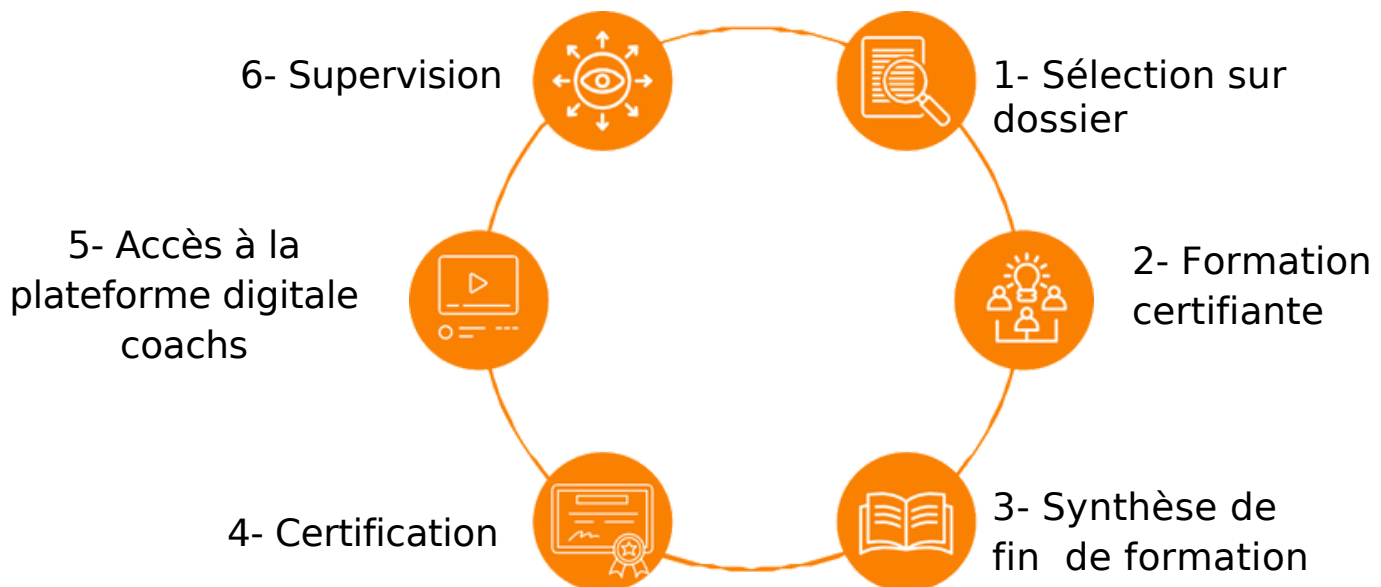 1- Sélection sur
dossier
2- Formation
certifiante
3- Synthèse de
fin  de formation
4- Certification
5- Accès à la
plateforme digitale
coachs
6- Supervision